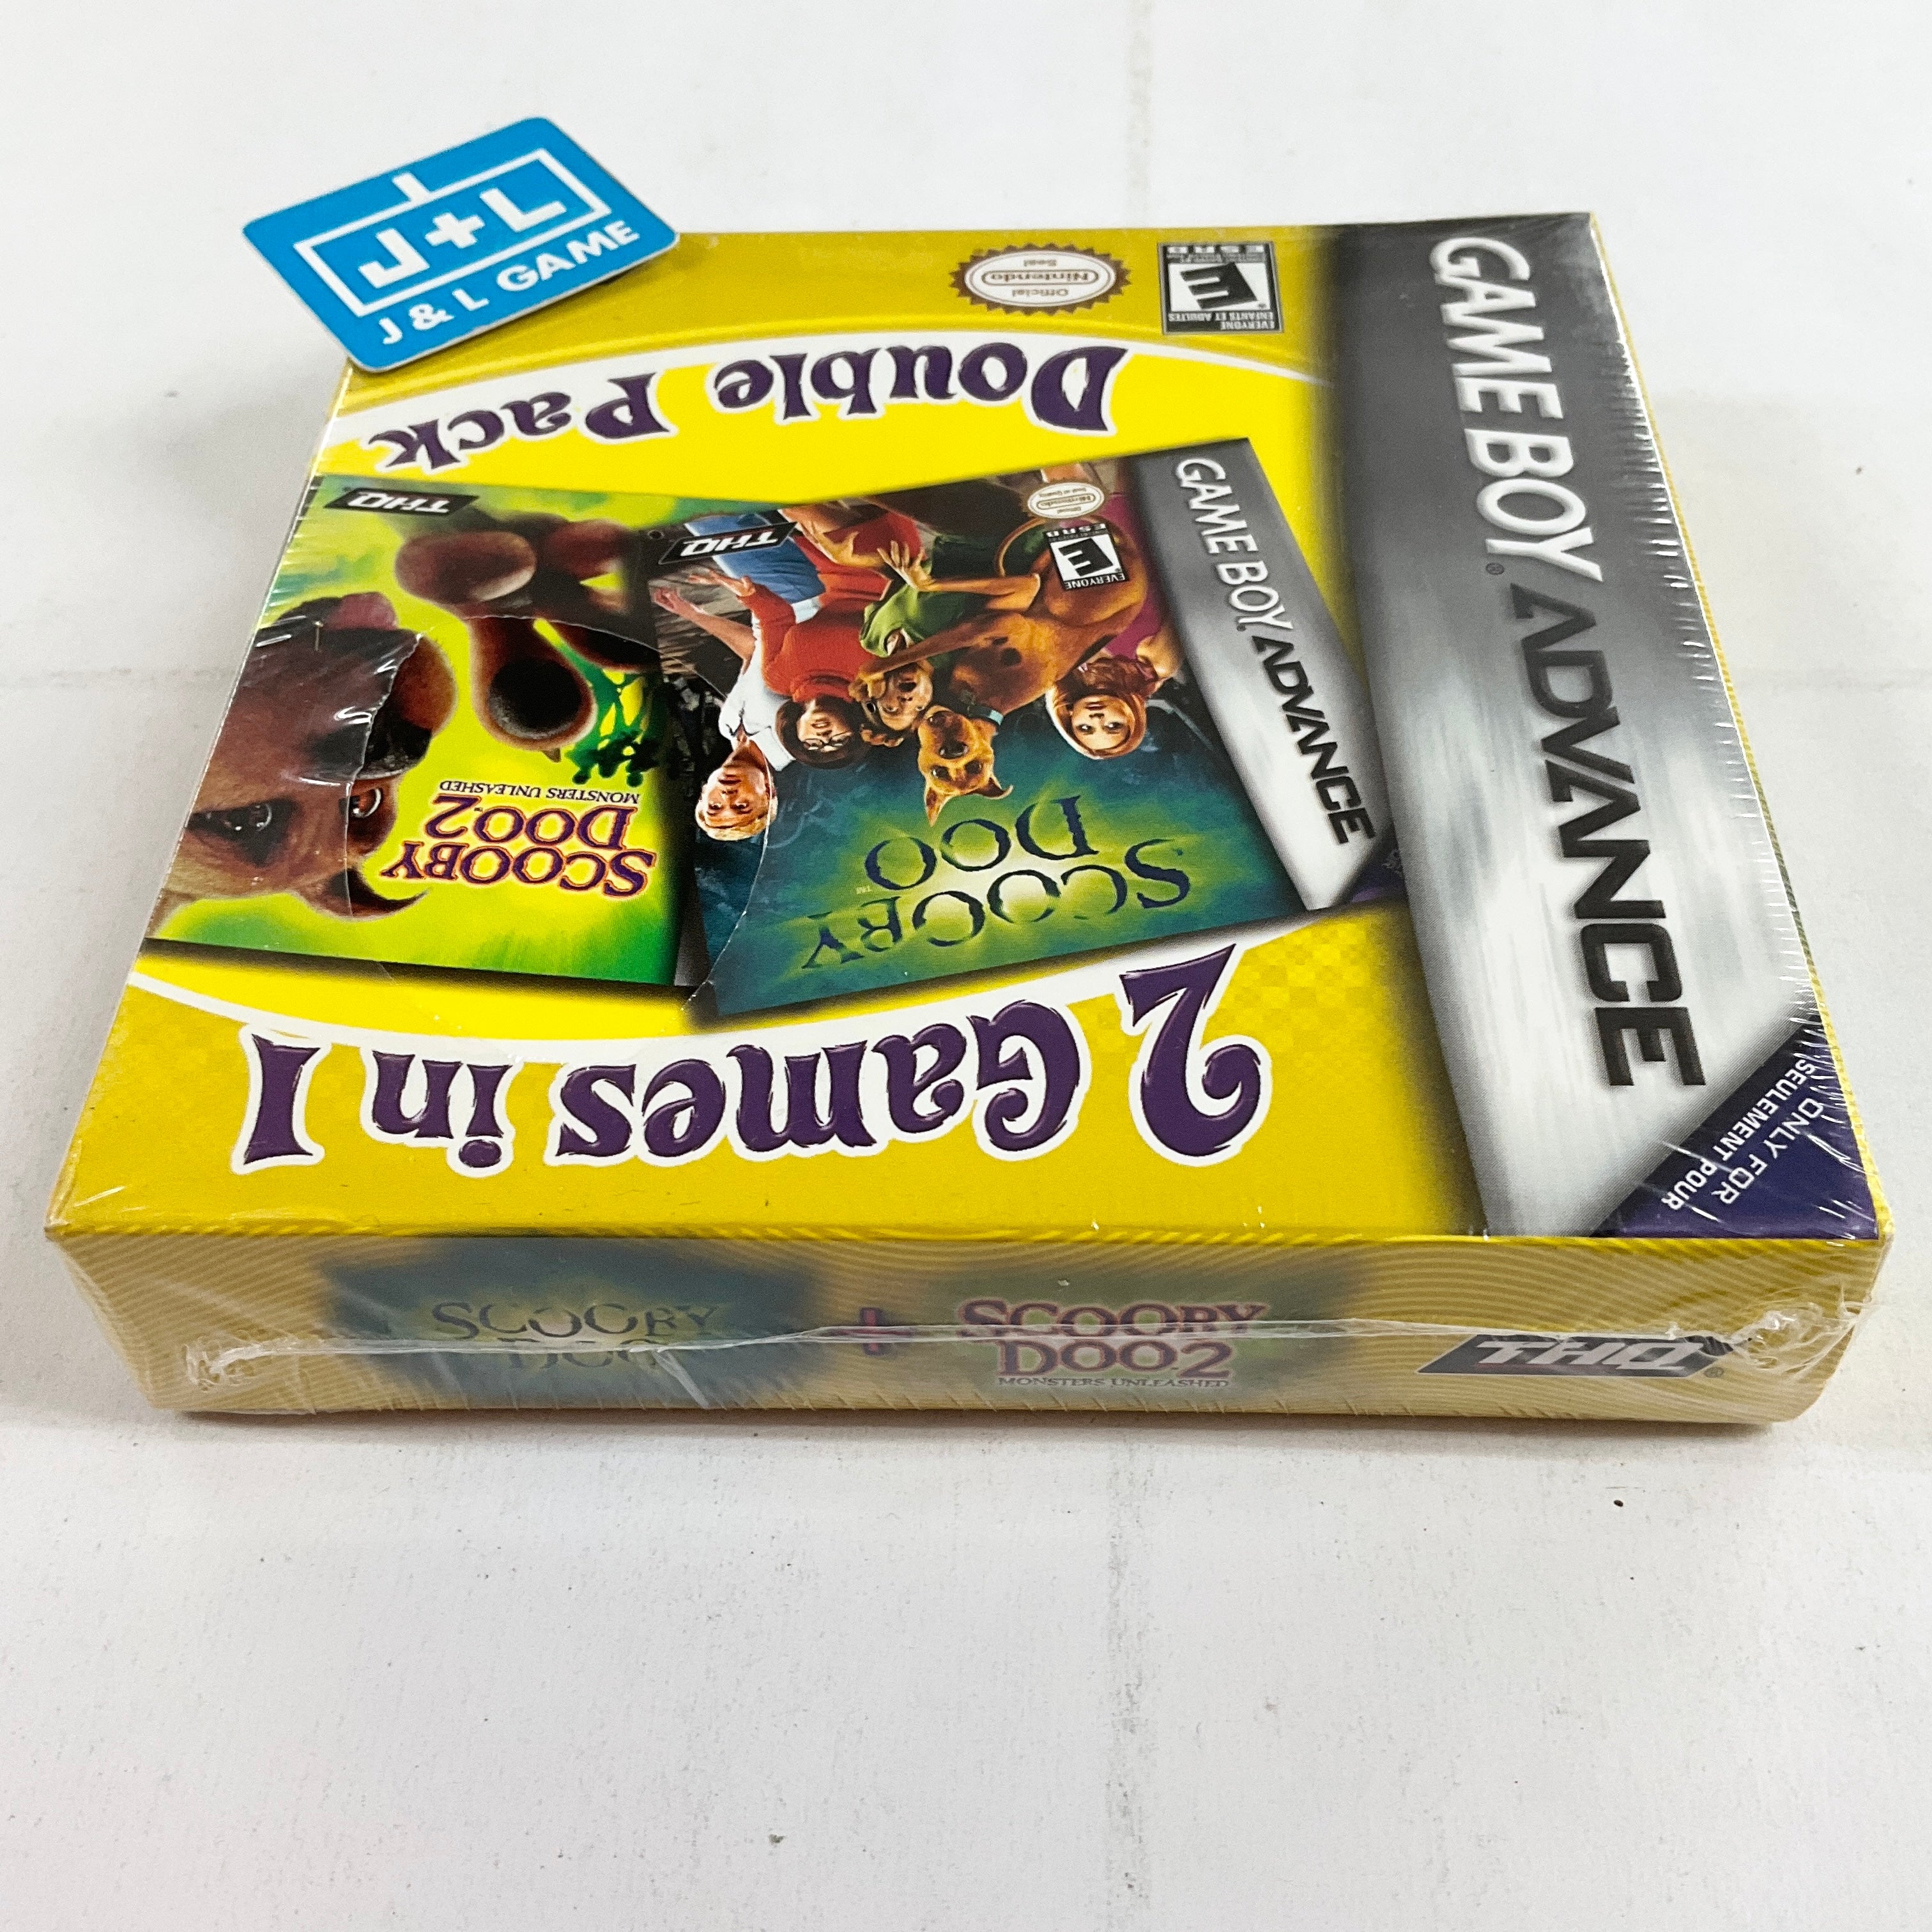 J+L
J & L GAME
GAME BOY ADVANCE
ONLY FOR
SEULEMENT POUR
2 Games in 1
SCOOBY
DOO
GAME BOY ADVANCE
EVERYONE
E
ESRB
THQ
SCOOBY
DOO 2
MONSTERS UNLEASHED
THQ
Double Pack
EVERYONE
ENFANTS ET ADULTES
E
ESRB
Official
Nintendo
Seal
SCOOBY
DOO
+
SCOOBY
DOO 2
MONSTERS UNLEASHED
THQ